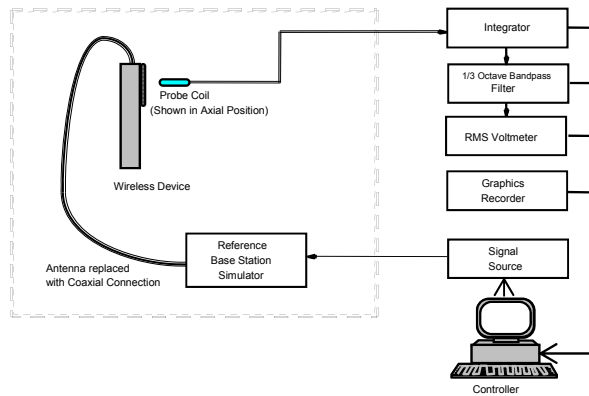 Integrator
1/3 Octave Bandpass
Filter
Probe Coil
(Shown in Axial Position)
RMS Voltmeter
Wireless Device
Graphics
Recorder
Reference
Base Station
Simulator
Signal
Source
Antenna replaced
with Coaxial Connection
Controller